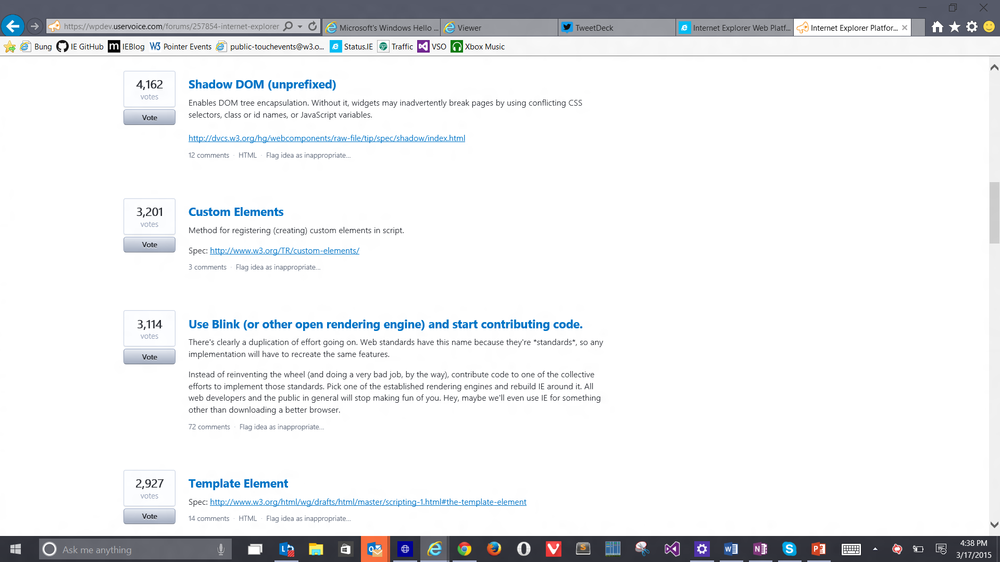 https://wpdev.uservoice.com/forums/257854-internet-explorer
Microsoft's Windows Hello ...
Viewer
TweetDeck
Internet Explorer Web Platf...
Internet Explorer Platfor...
Bung
IE GitHub
m
IEBlog
W3
Pointer Events
public-touchevents@w3.o...
Status.IE
Traffic
VSO
Xbox Music
4,162
votes
Vote
Shadow DOM (unprefixed)
Enables DOM tree encapsulation. Without it, widgets may inadvertently break pages by using conflicting CSS
selectors, class or id names, or JavaScript variables.
http://dvcs.w3.org/hg/webcomponents/raw-file/tip/spec/shadow/index.html
12 comments · HTML · Flag idea as inappropriate...
3,201
votes
Vote
Custom Elements
Method for registering (creating) custom elements in script.
Spec: http://www.w3.org/TR/custom-elements/
3 comments · Flag idea as inappropriate...
3,114
votes
Vote
Use Blink (or other open rendering engine) and start contributing code.
There's clearly a duplication of effort going on. Web standards have this name because they're *standards*, so any
implementation will have to recreate the same features.
Instead of reinventing the wheel (and doing a very bad job, by the way), contribute code to one of the collective
efforts to implement those standards. Pick one of the established rendering engines and rebuild IE around it. All
web developers and the public in general will stop making fun of you. Hey, maybe we'll even use IE for something
other than downloading a better browser.
72 comments · Flag idea as inappropriate...
2,927
votes
Vote
Template Element
Spec: http://www.w3.org/html/wg/drafts/html/master/scripting-1.html#the-template-element
14 comments · HTML · Flag idea as inappropriate...
Ask me anything
4:38 PM
3/17/2015